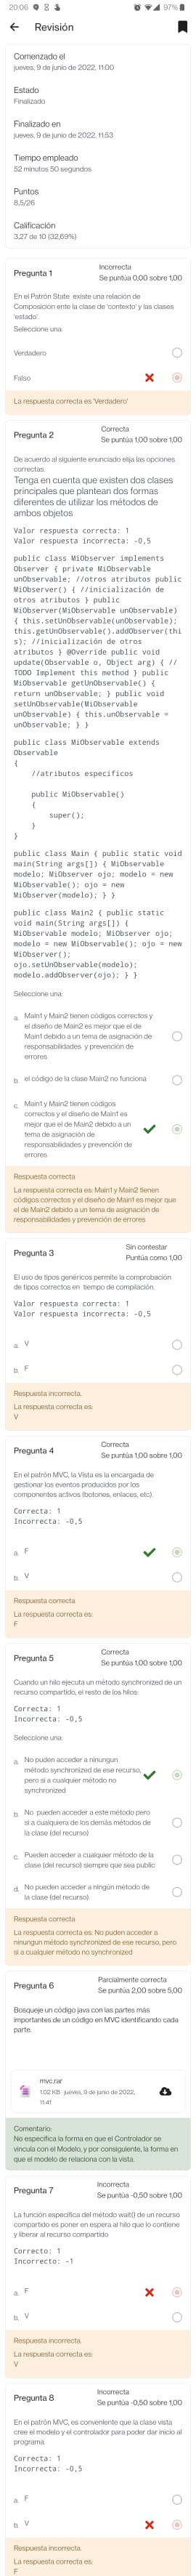 20:06
97%
Revisión
Comenzado el
jueves, 9 de junio de 2022, 11:00
Estado
Finalizado
Finalizado en
jueves, 9 de junio de 2022, 11:53
Tiempo empleado
52 minutos 50 segundos
Puntos
8,5/26
Calificación
3,27 de 10 (32,69%)
Pregunta 1
Incorrecta
Se puntúa 0,00 sobre 1,00
En el Patrón State existe una relación de
Composición ente la clase de 'contexto' y las clases
'estado'.
Seleccione una:
Verdadero
Falso
La respuesta correcta es 'Verdadero'
Pregunta 2
Correcta
Se puntúa 1,00 sobre 1,00
De acuerdo al siguiente enunciado elija las opciones
correctas.
Tenga en cuenta que existen dos clases
principales que plantean dos formas
diferentes de utilizar los métodos de
ambos objetos
Valor respuesta correcta: 1
Valor respuesta incorrecta: -0,5
public class MiObserver implements
Observer { private MiObservable
unObservable; //otros atributos public
MiObserver() { //inicialización de
otros atributos } public
MiObserver(MiObservable unObservable)
{ this.setUnObservable(unObservable);
this.getUnObservable().addObserver(thi
s); //inicialización de otros
atributos } @Override public void
update(Observable o, Object arg) { //
TODO Implement this method } public
MiObservable getUnObservable() {
return unObservable; } public void
setUnObservable(MiObservable
unObservable) { this.unObservable =
unObservable; } }
public class MiObservable extends
Observable
{
//atributos especificos
public MiObservable()
{
super();
}
}
public class Main { public static void
main(String args[]) { MiObservable
modelo; MiObserver ojo; modelo = new
MiObservable(); ojo = new
MiObserver(modelo); } }
public class Main2 { public static
void main(String args[]) {
MiObservable modelo; MiObserver ojo;
modelo = new MiObservable(); ojo = new
MiObserver();
ojo.setUnObservable(modelo);
modelo.addObserver(ojo); } }
Seleccione una:
a. Main1 y Main2 tienen códigos correctos y
el diseño de Main2 es mejor que el de
Main1 debido a un tema de asignación de
responsabilidades y prevención de
errores
b. el código de la clase Main2 no funciona
c. Main1 y Main2 tienen códigos
correctos y el diseño de Main1 es
mejor que el de Main2 debido a un
tema de asignación de
responsabilidades y prevención de
errores
Respuesta correcta
La respuesta correcta es: Main1 y Main2 tienen
códigos correctos y el diseño de Main1 es mejor que
el de Main2 debido a un tema de asignación de
responsabilidades y prevención de errores
Pregunta 3
Sin contestar
Puntúa como 1,00
El uso de tipos genéricos permite la comprobación
de tipos correctos en tiempo de compilación.
Valor respuesta correcta: 1
Valor respuesta incorrecta: -0,5
a. V
b. F
Respuesta incorrecta.
La respuesta correcta es:
V
Pregunta 4
Correcta
Se puntúa 1,00 sobre 1,00
En el patrón MVC, la Vista es la encargada de
gestionar los eventos producidos por los
componentes activos (botones, enlaces, etc).
Correcta: 1
Incorrecta: -0,5
a. F
b. V
Respuesta correcta
La respuesta correcta es:
F
Pregunta 5
Correcta
Se puntúa 1,00 sobre 1,00
Cuando un hilo ejecuta un método synchronized de un
recurso compartido, el resto de los hilos:
Correcta: 1
Incorrecta: -0,5
Seleccione una:
a. No puden acceder a ninungun
método synchronized de ese recurso,
pero si a cualquier método no
synchronized
b. No pueden acceder a este método pero
si a cualquiera de los demás métodos de
la clase (del recurso)
c. Pueden acceder a cualquier método de la
clase (del recurso) siempre que sea public
d. No pueden acceder a ningún método de
la clase (del recurso).
Respuesta correcta
La respuesta correcta es: No puden acceder a
ninungun método synchronized de ese recurso, pero
si a cualquier método no synchronized
Pregunta 6
Parcialmente correcta
Se puntúa 2,00 sobre 5,00
Bosqueje un código java con las partes más
importantes de un código en MVC identificando cada
parte.
mvc.rar
1.02 KB · jueves, 9 de junio de 2022,
11:41
Comentario:
No especifica la forma en que el Controlador se
vincula con el Modelo, y por consiguiente, la forma en
que el modelo de relaciona con la vista.
Pregunta 7
Incorrecta
Se puntúa -0,50 sobre 1,00
La función específica del método wait() de un recurso
compartido es poner en espera al hilo que lo contiene
y liberar al recurso compartido
Correcto: 1
Incorrecto: -1
a. F
b. V
Respuesta incorrecta.
La respuesta correcta es:
V
Pregunta 8
Incorrecta
Se puntúa -0,50 sobre 1,00
En el patrón MVC, es conveniente que la clase vista
cree el modelo y el controlador para poder dar inicio al
programa.
Correcta: 1
Incorrecta: -0,5
a. F
b. V
Respuesta incorrecta.
La respuesta correcta es:
F